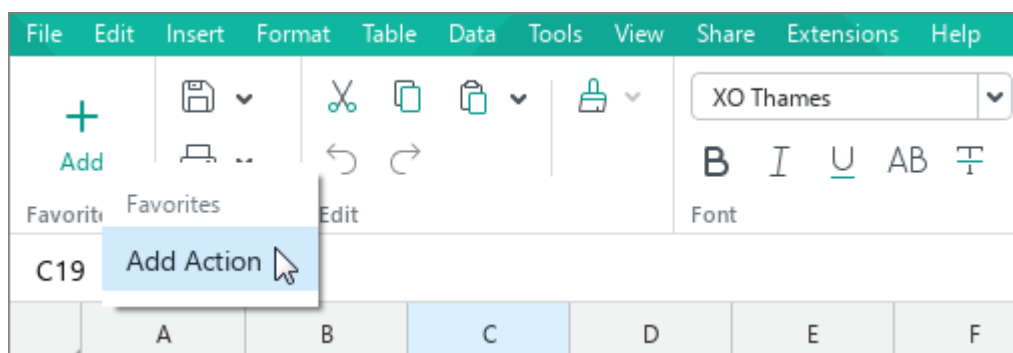 File Edit Insert Format Table Data Tools View Share Extensions Help
XO Thames
Add
B I U AB T
Favorites
Edit
Font
Add Action
C19
A B C D E F